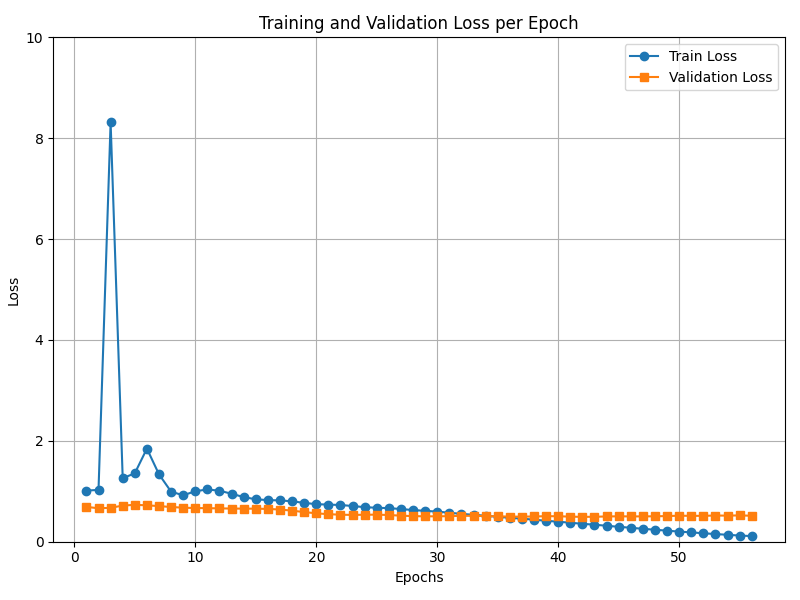 Training and Validation Loss per Epoch
Train Loss
Validation Loss
Loss
10
8
6
4
2
0
0 10 20 30 40 50
Epochs